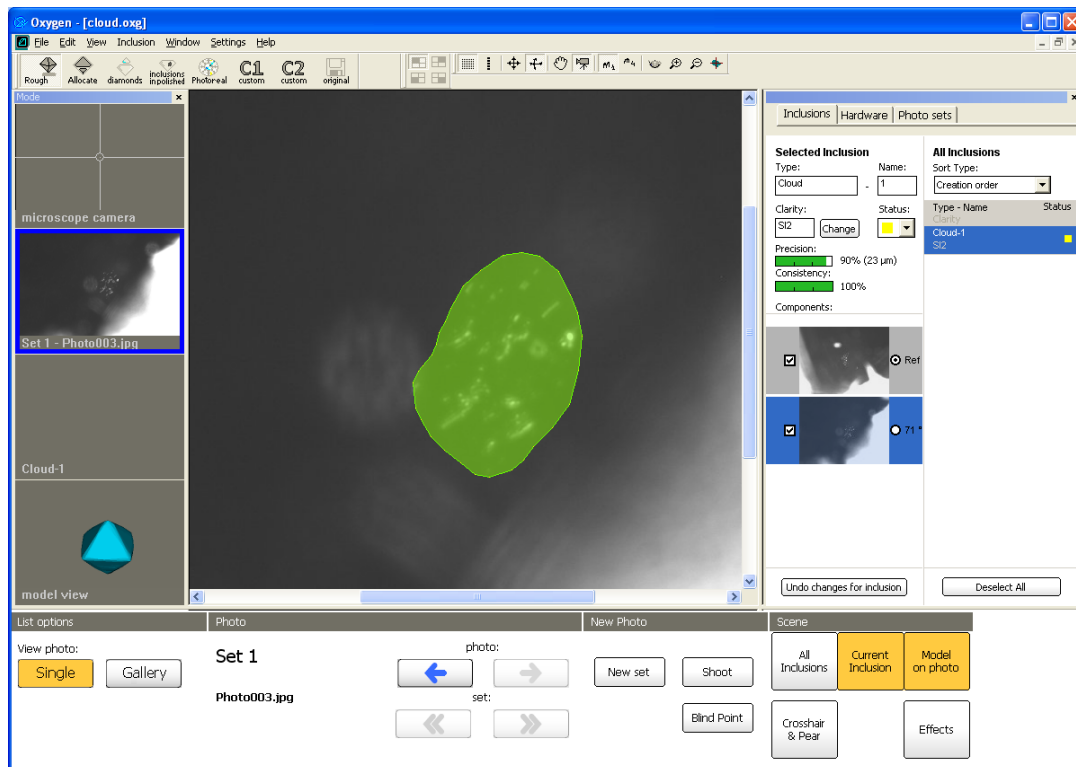 Oxygen - [cloud.oxg]
File Edit View Inclusion Window Settings Help
Rough Allocate diamonds inclusions inpolished Photoreal C1 custom C2 custom original
Mode
microscope camera
Set 1 - Photo003.jpg
Cloud-1
model view
Inclusions Hardware Photo sets
Selected Inclusion
Type: Name:
Cloud - 1
Clarity: Status:
SI2 Change
Precision:
90% (23 µm)
Consistency:
100%
Components:
Ref
71 °
Undo changes for inclusion
All Inclusions
Sort Type:
Creation order
Type - Name Status
Clarity
Cloud-1
SI2
Deselect All
List options
View photo:
Single Gallery
Photo
Set 1
Photo003.jpg
photo:
set:
New Photo
New set Shoot
Blind Point
Scene
All Inclusions
Current Inclusion
Model on photo
Crosshair & Pear
Effects